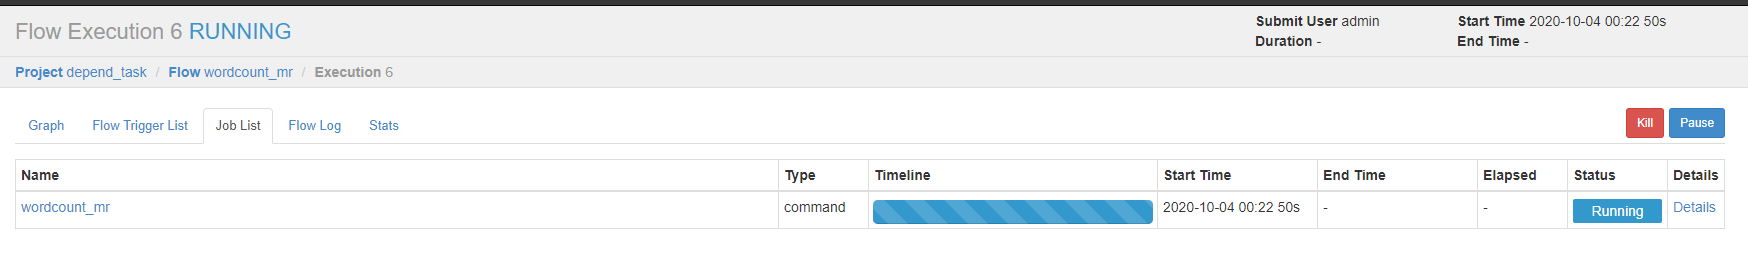 Flow Execution 6 RUNNING
Submit User admin
Duration -
Start Time 2020-10-04 00:22 50s
End Time -
Project depend_task / Flow wordcount_mr / Execution 6
Graph Flow Trigger List Job List Flow Log Stats Kill Pause
Name Type Timeline Start Time End Time Elapsed Status Details
wordcount_mr command 2020-10-04 00:22 50s - - Running Details